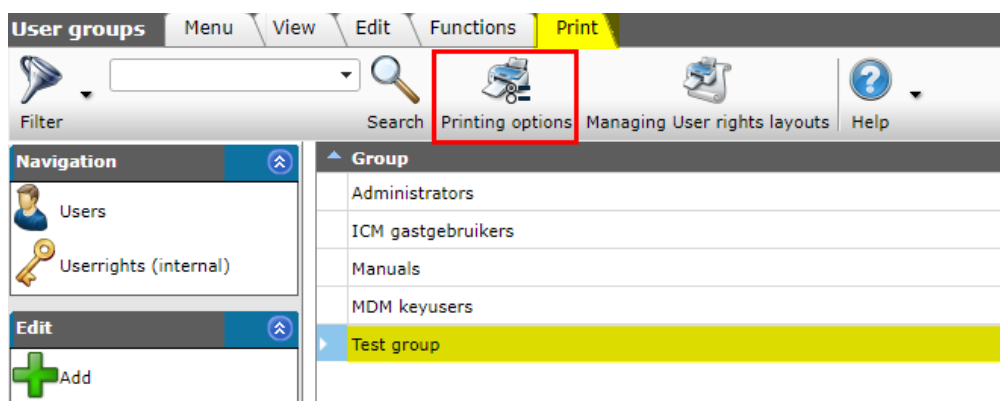 User groups Menu View Edit Functions Print
Filter Search Printing options Managing User rights layouts Help
Navigation
Users
Userrights (internal)
Edit
Add
Group
Administrators
ICM gastgebruikers
Manuals
MDM keyusers
Test group